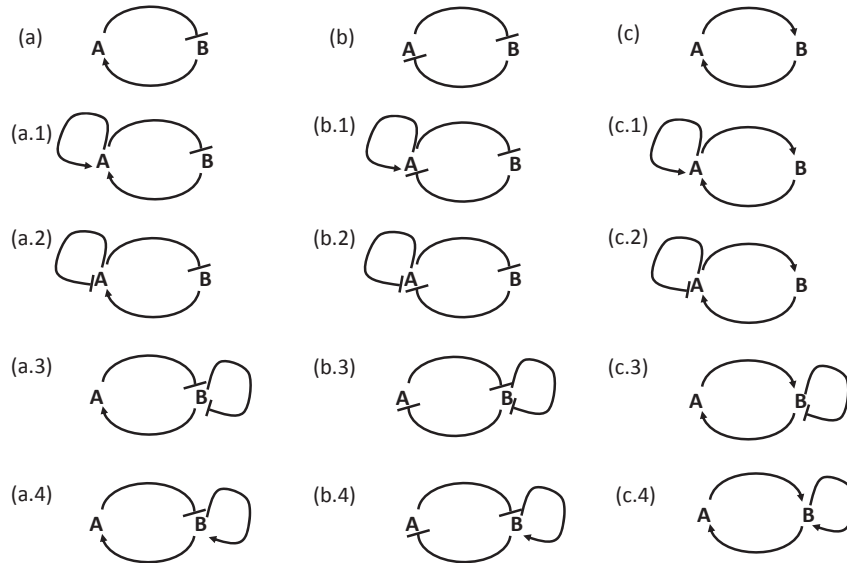 (a) A B (b) A B (c) A B
(a.1) A B (b.1) A B (c.1) A B
(a.2) A B (b.2) A B (c.2) A B
(a.3) A B (b.3) A B (c.3) A B
(a.4) A B (b.4) A B (c.4) A B